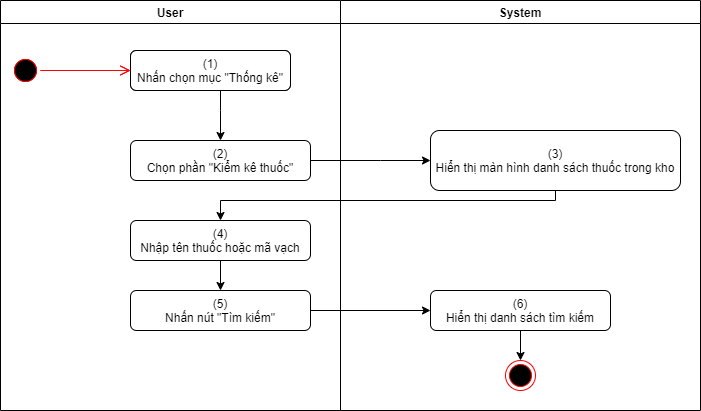 User
System
(1)
Nhấn chọn mục "Thống kê"
(2)
Chọn phần "Kiểm kê thuốc"
(3)
Hiển thị màn hình danh sách thuốc trong kho
(4)
Nhập tên thuốc hoặc mã vạch
(5)
Nhấn nút "Tìm kiếm"
(6)
Hiển thị danh sách tìm kiếm